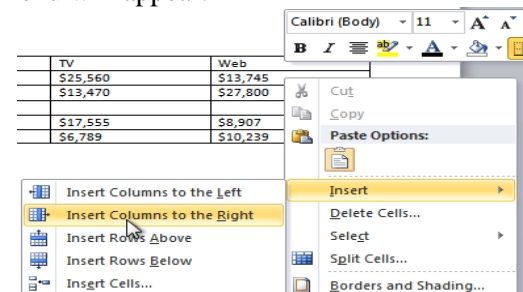 Calibri (Body) 11 A A
B I A
TV Web
$25,560 $13,745
$13,470 $27,800
$17,555 $8,907
$6,789 $10,239
Cut
Copy
Paste Options:
Insert
Delete Cells...
Select
Split Cells...
Borders and Shading...
Insert Columns to the Left
Insert Columns to the Right
Insert Rows Above
Insert Rows Below
Insert Cells...